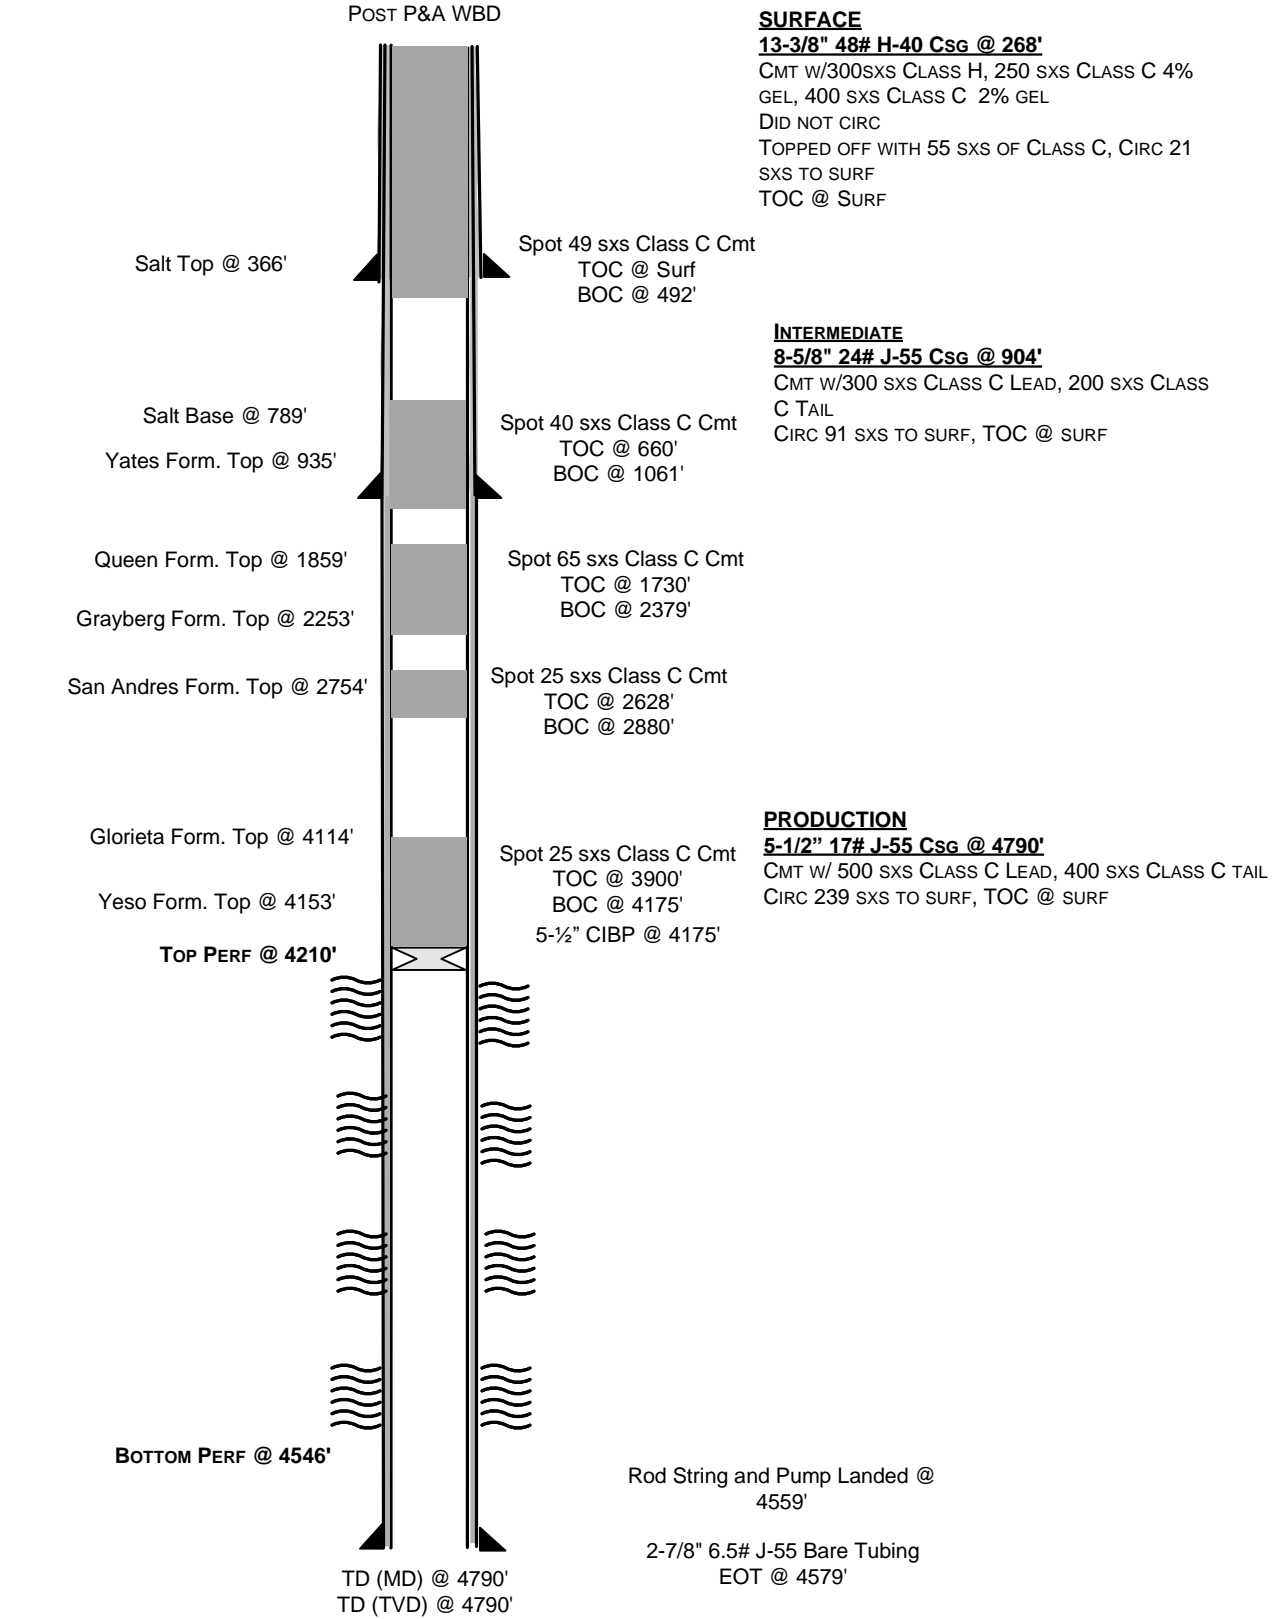 POST P&A WBD
SURFACE
13-3/8" 48# H-40 CSG @ 268'
CMT W/300SXS CLASS H, 250 SXS CLASS C 4%
GEL, 400 SXS CLASS C  2% GEL
DID NOT CIRC
TOPPED OFF WITH 55 SXS OF CLASS C, CIRC 21
SXS TO SURF
TOC @ SURF
Salt Top @ 366'
Spot 49 sxs Class C Cmt
TOC @ Surf
BOC @ 492'
INTERMEDIATE
8-5/8" 24# J-55 CSG @ 904'
CMT W/300 SXS CLASS C LEAD, 200 SXS CLASS
C TAIL
CIRC 91 SXS TO SURF, TOC @ SURF
Salt Base @ 789'
Yates Form. Top @ 935'
Spot 40 sxs Class C Cmt
TOC @ 660'
BOC @ 1061'
Queen Form. Top @ 1859'
Grayberg Form. Top @ 2253'
Spot 65 sxs Class C Cmt
TOC @ 1730'
BOC @ 2379'
San Andres Form. Top @ 2754'
Spot 25 sxs Class C Cmt
TOC @ 2628'
BOC @ 2880'
Glorieta Form. Top @ 4114'
Yeso Form. Top @ 4153'
TOP PERF @ 4210'
Spot 25 sxs Class C Cmt
TOC @ 3900'
BOC @ 4175'
5-½” CIBP @ 4175'
PRODUCTION
5-1/2” 17# J-55 CSG @ 4790'
CMT W/ 500 SXS CLASS C LEAD, 400 SXS CLASS C TAIL
CIRC 239 SXS TO SURF, TOC @ SURF
BOTTOM PERF @ 4546'
Rod String and Pump Landed @
4559'
2-7/8" 6.5# J-55 Bare Tubing
EOT @ 4579'
TD (MD) @ 4790'
TD (TVD) @ 4790'